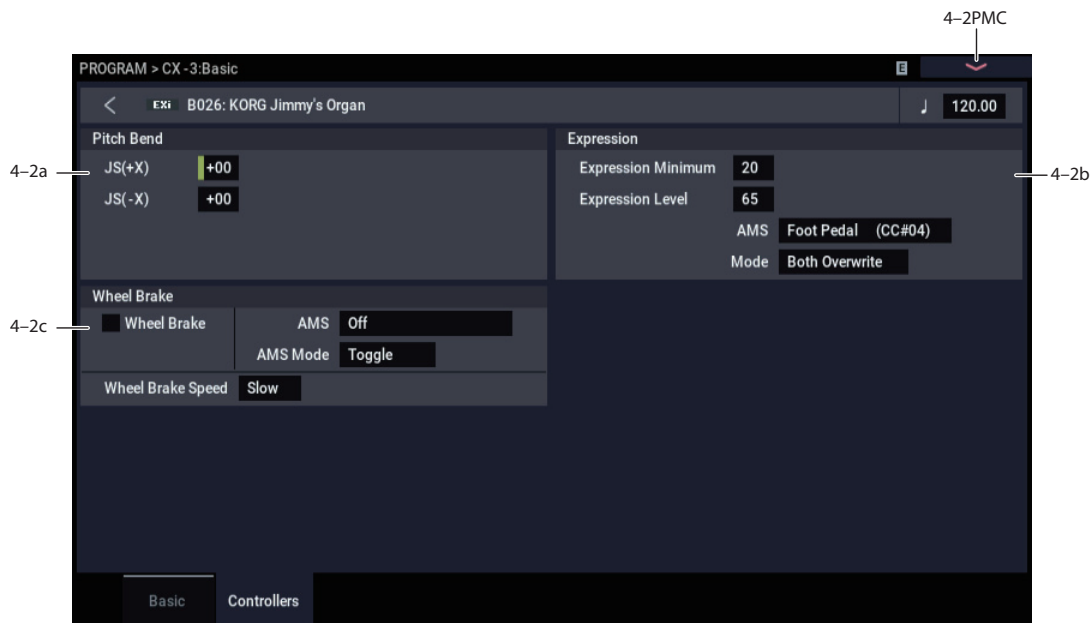 4–2PMC
PROGRAM > CX -3:Basic
E
EXi B026: KORG Jimmy's Organ
♩ 120.00
Pitch Bend
4–2a
JS(+X) +00
JS(-X) +00
Expression
Expression Minimum 20
4–2b
Expression Level 65
AMS Foot Pedal (CC#04)
Mode Both Overwrite
Wheel Brake
4–2c
Wheel Brake AMS Off
AMS Mode Toggle
Wheel Brake Speed Slow
Basic Controllers